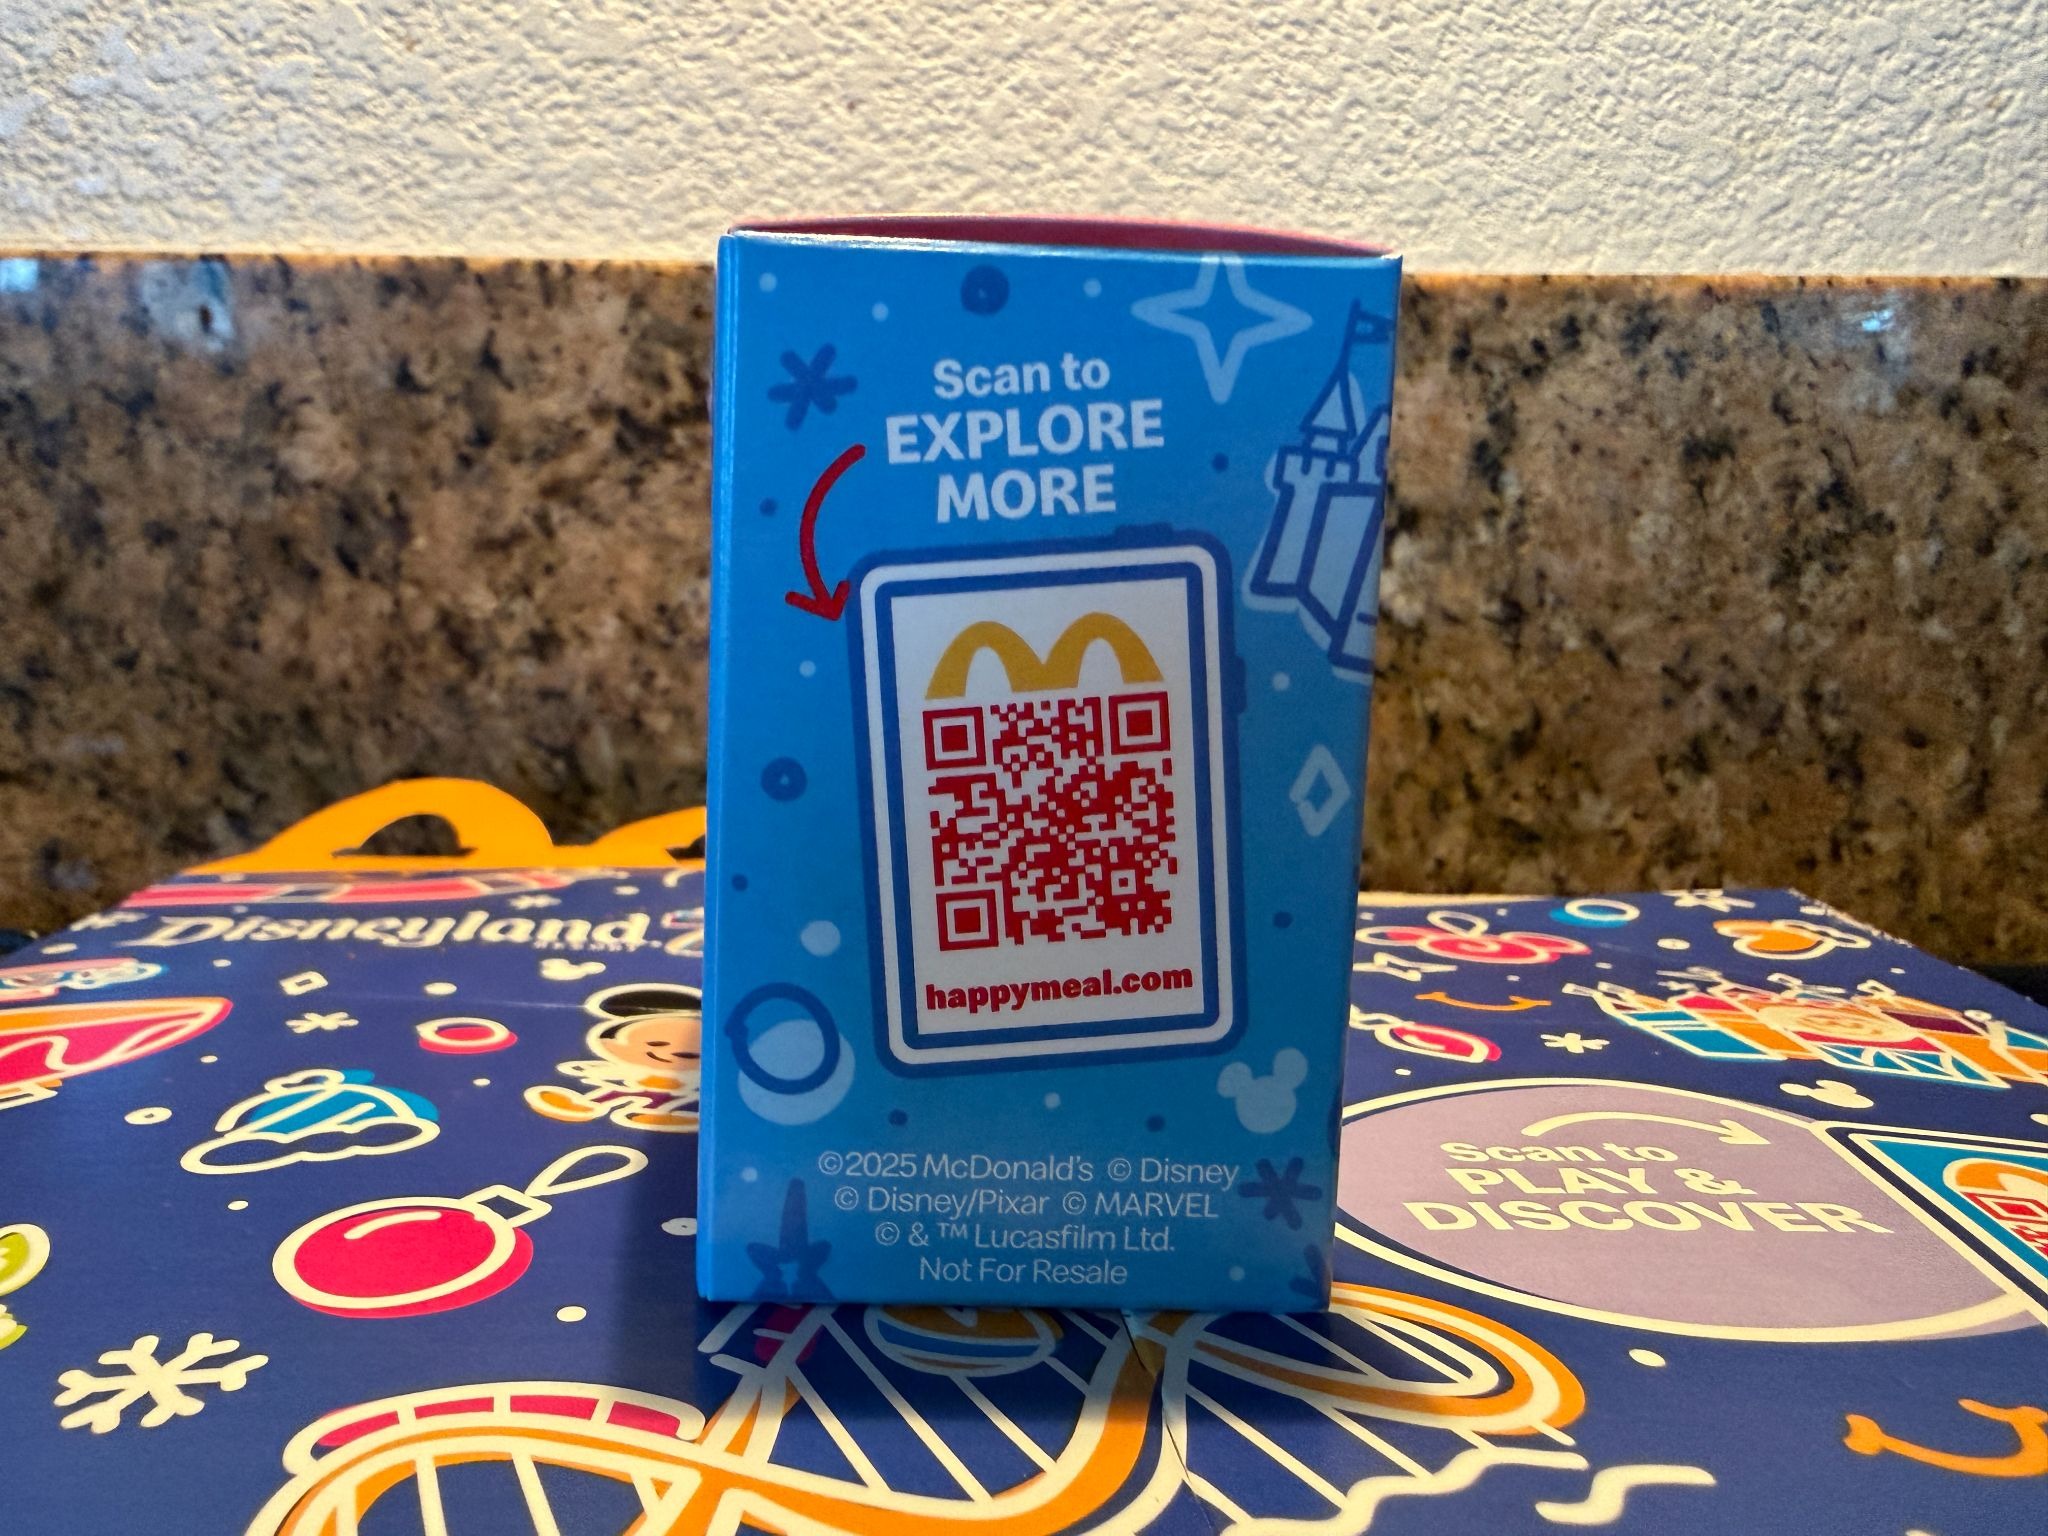 Scan to
EXPLORE
MORE
happymeal.com
©2025 McDonald's © Disney
© Disney/Pixar © MARVEL
© & ™ Lucasfilm Ltd.
Not For Resale
Disneyland
Scan to
PLAY &
DISCOVER